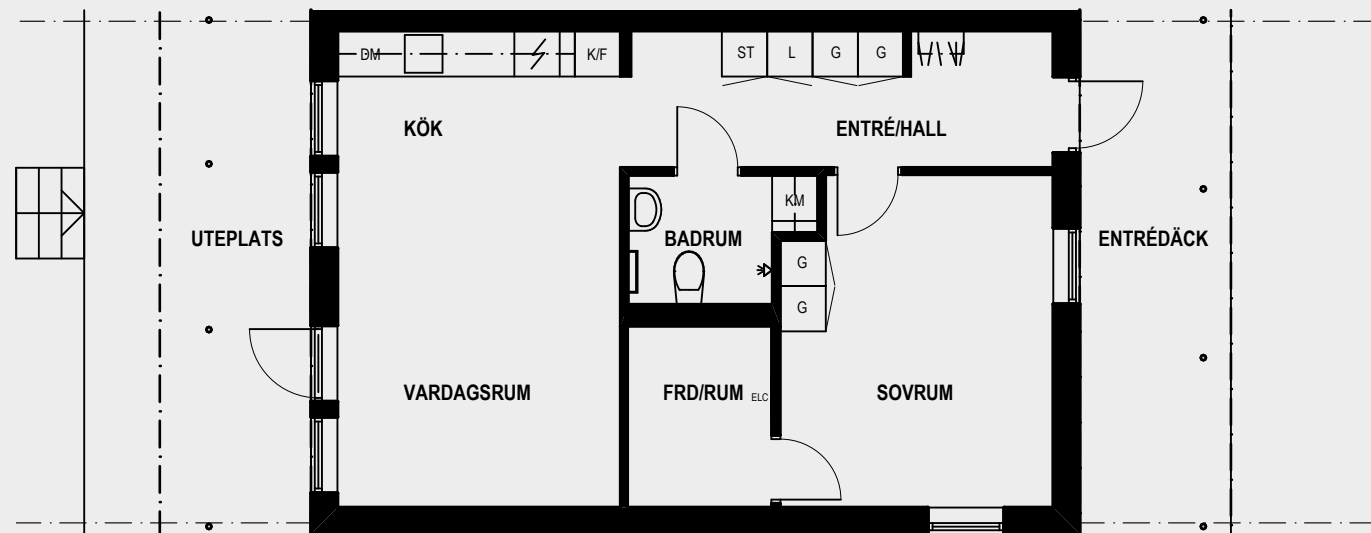 DM
K/F
ST
L
G
G
KÖK
ENTRÉ/HALL
KM
UTEPLATS
BADRUM
ENTRÉDÄCK
G
G
VARDAGSRUM
FRD/RUM
ELC
SOVRUM